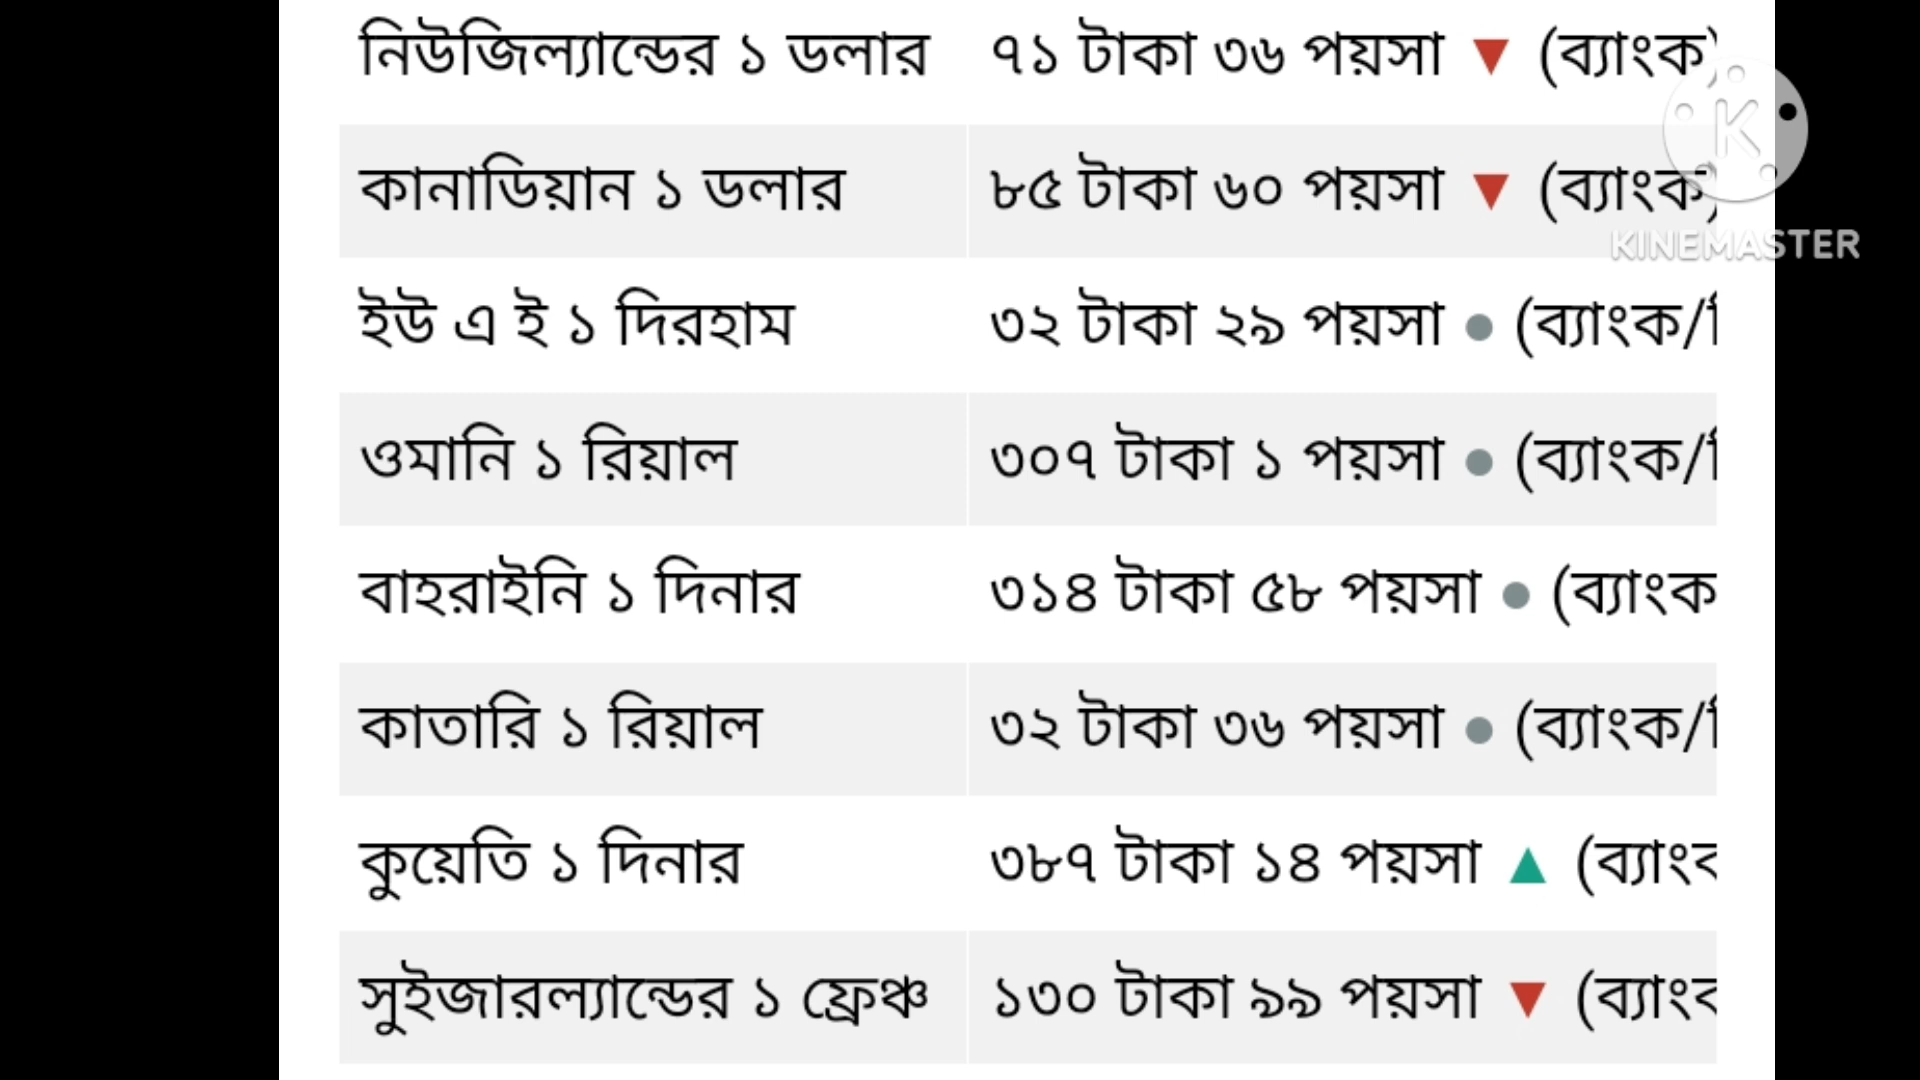 নিউজিল্যান্ডের ১ ডলার ৭১ টাকা ৩৬ পয়সা ▼ (ব্যাংক)
কানাডিয়ান ১ ডলার ৮৫ টাকা ৬০ পয়সা ▼ (ব্যাংক)
KINEMASTER
ইউ এ ই ১ দিরহাম ৩২ টাকা ২৯ পয়সা ● (ব্যাংক/
ওমানি ১ রিয়াল ৩০৭ টাকা ১ পয়সা ● (ব্যাংক/
বাহরাইনি ১ দিনার ৩১৪ টাকা ৫৮ পয়সা ● (ব্যাংক
কাতারি ১ রিয়াল ৩২ টাকা ৩৬ পয়সা ● (ব্যাংক/
কুয়েতি ১ দিনার ৩৮৭ টাকা ১৪ পয়সা ▲ (ব্যাং
সুইজারল্যান্ডের ১ ফ্রেঞ্চ ১৩০ টাকা ৯৯ পয়সা ▼ (ব্যাং